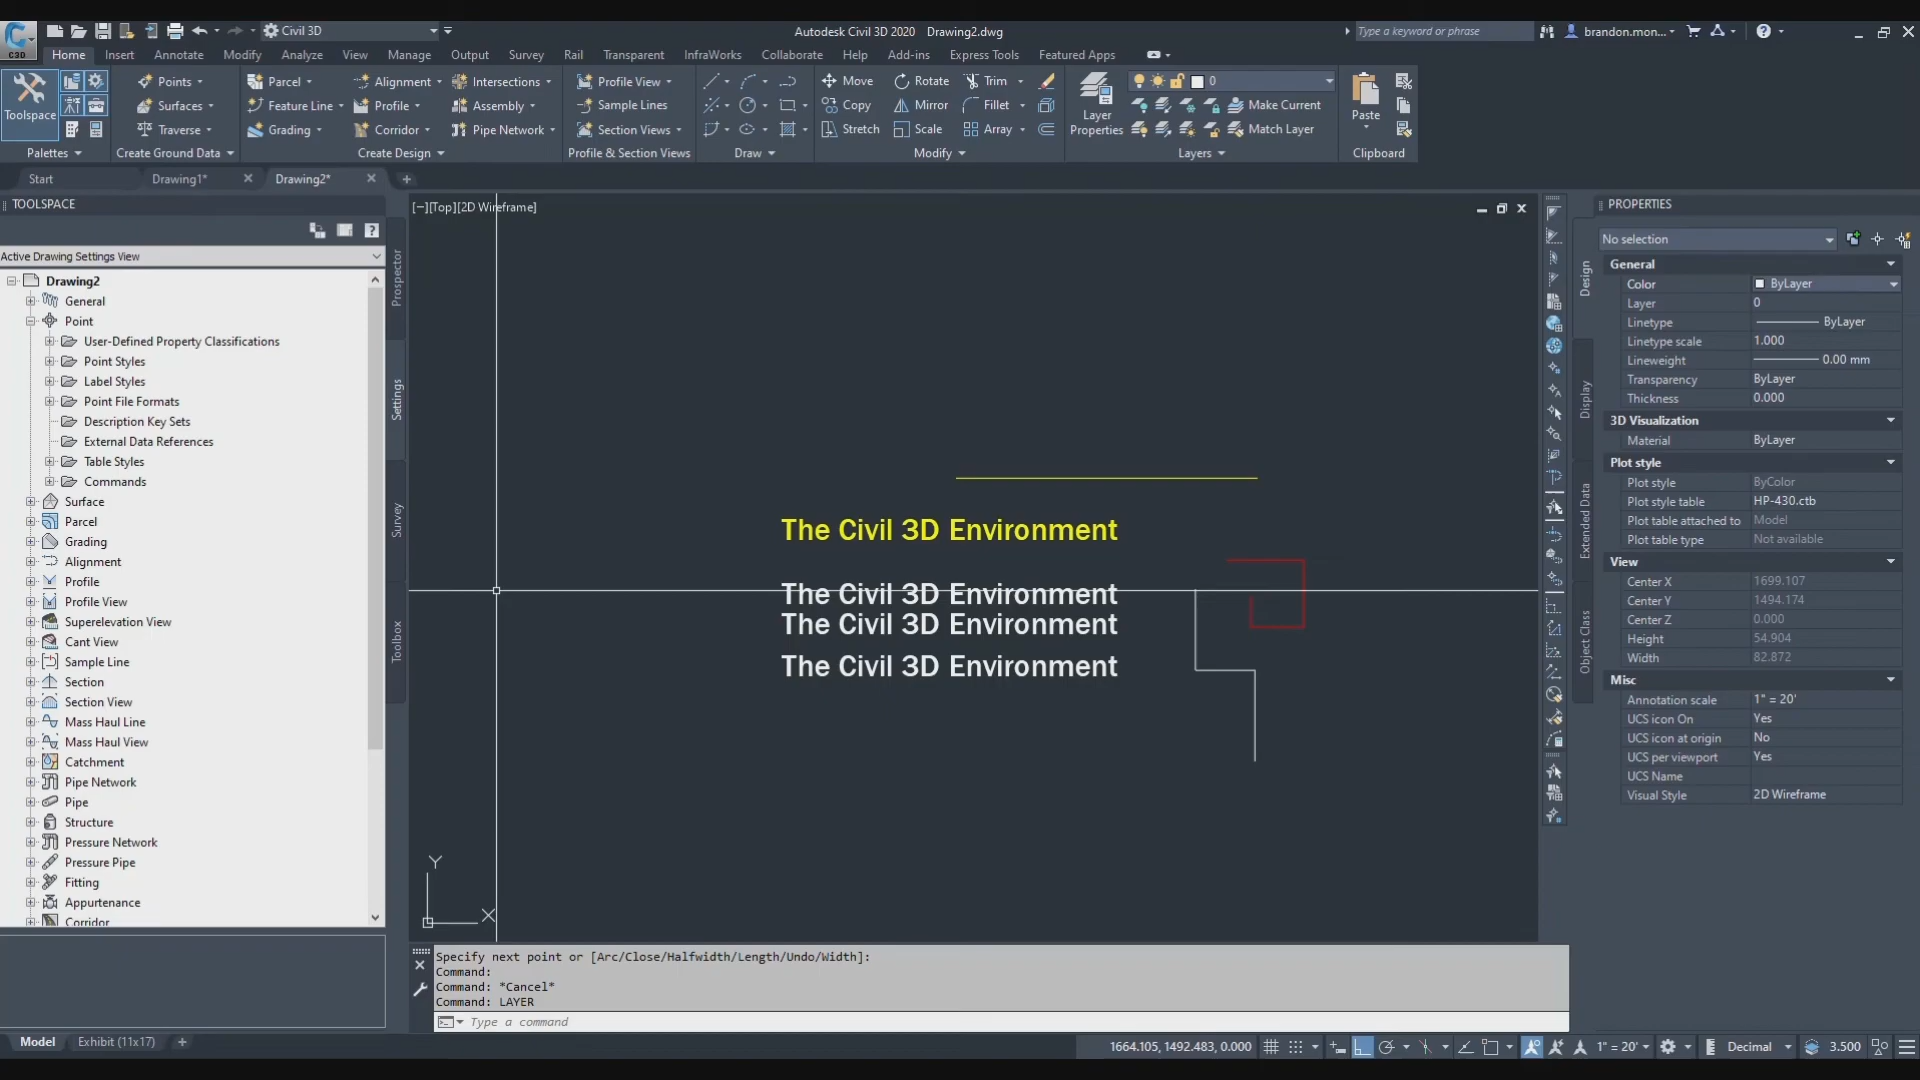 Civil 3D
Autodesk Civil 3D 2020 Drawing2.dwg
Type a keyword or phrase
brandon.mon...
C3D
Home Insert Annotate Modify Analyze View Manage Output Survey Rail Transparent InfraWorks Collaborate Help Add-ins Express Tools Featured Apps
Toolspace
Points
Surfaces
Traverse
Parcel
Feature Line
Grading
Alignment
Profile
Corridor
Intersections
Assembly
Pipe Network
Profile View
Sample Lines
Section Views
Move
Copy
Stretch
Rotate
Mirror
Scale
Trim
Fillet
Array
Layer
Properties
0
Make Current
Match Layer
Paste
Palettes
Create Ground Data
Create Design
Profile & Section Views
Draw
Modify
Layers
Clipboard
Start
Drawing1*
Drawing2*
TOOLSPACE
Active Drawing Settings View
Drawing2
General
Point
User-Defined Property Classifications
Point Styles
Label Styles
Point File Formats
Description Key Sets
External Data References
Table Styles
Commands
Surface
Parcel
Grading
Alignment
Profile
Profile View
Superelevation View
Cant View
Sample Line
Section
Section View
Mass Haul Line
Mass Haul View
Catchment
Pipe Network
Pipe
Structure
Pressure Network
Pressure Pipe
Fitting
Appurtenance
Corridor
Prospector
Settings
Survey
Toolbox
[−][Top][2D Wireframe]
The Civil 3D Environment
The Civil 3D Environment
The Civil 3D Environment
The Civil 3D Environment
Y
X
Specify next point or [Arc/Close/Halfwidth/Length/Undo/Width]:
Command:
Command: *Cancel*
Command: LAYER
Type a command
PROPERTIES
No selection
Design
Display
Extended Data
Object Class
General
Color ByLayer
Layer 0
Linetype ByLayer
Linetype scale 1.000
Lineweight 0.00 mm
Transparency ByLayer
Thickness 0.000
3D Visualization
Material ByLayer
Plot style
Plot style ByColor
Plot style table HP-430.ctb
Plot table attached to Model
Plot table type Not available
View
Center X 1699.107
Center Y 1494.174
Center Z 0.000
Height 54.904
Width 82.872
Misc
Annotation scale 1" = 20'
UCS icon On Yes
UCS icon at origin No
UCS per viewport Yes
UCS Name
Visual Style 2D Wireframe
Model
Exhibit (11x17)
1664.105, 1492.483, 0.000
1" = 20'
Decimal
3.500